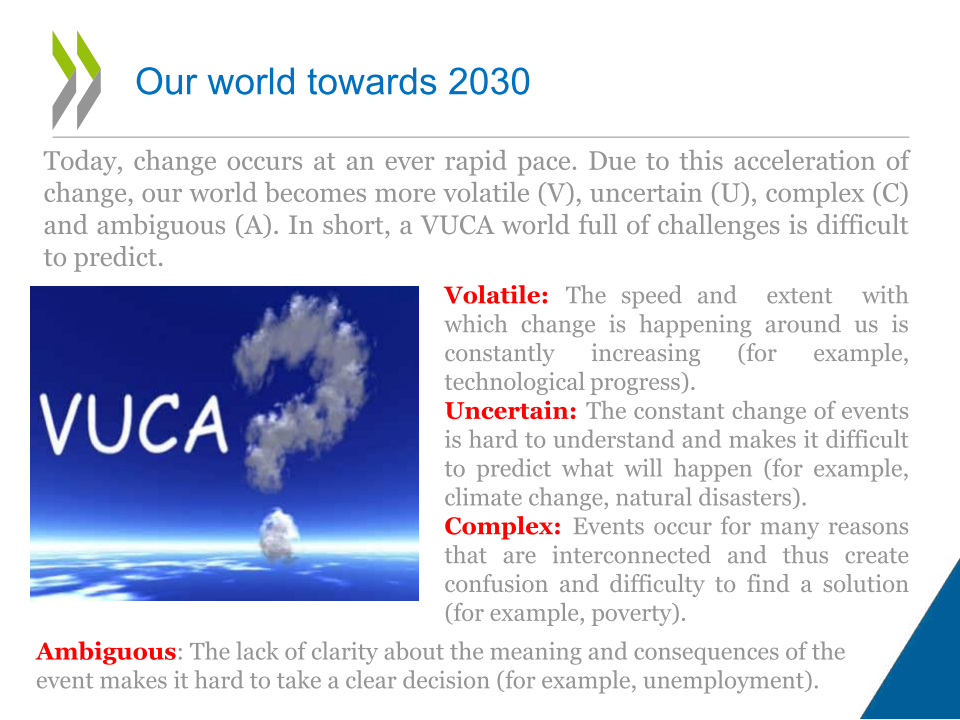 Our world towards 2030
Today, change occurs at an ever rapid pace. Due to this acceleration of
change, our world becomes more volatile (V), uncertain (U), complex (C)
and ambiguous (A). In short, a VUCA world full of challenges is difficult
to predict.
VUCA ?
Volatile: The speed and extent with
which change is happening around us is
constantly increasing (for example,
technological progress).
Uncertain: The constant change of events
is hard to understand and makes it difficult
to predict what will happen (for example,
climate change, natural disasters).
Complex: Events occur for many reasons
that are interconnected and thus create
confusion and difficulty to find a solution
(for example, poverty).
Ambiguous: The lack of clarity about the meaning and consequences of the
event makes it hard to take a clear decision (for example, unemployment).